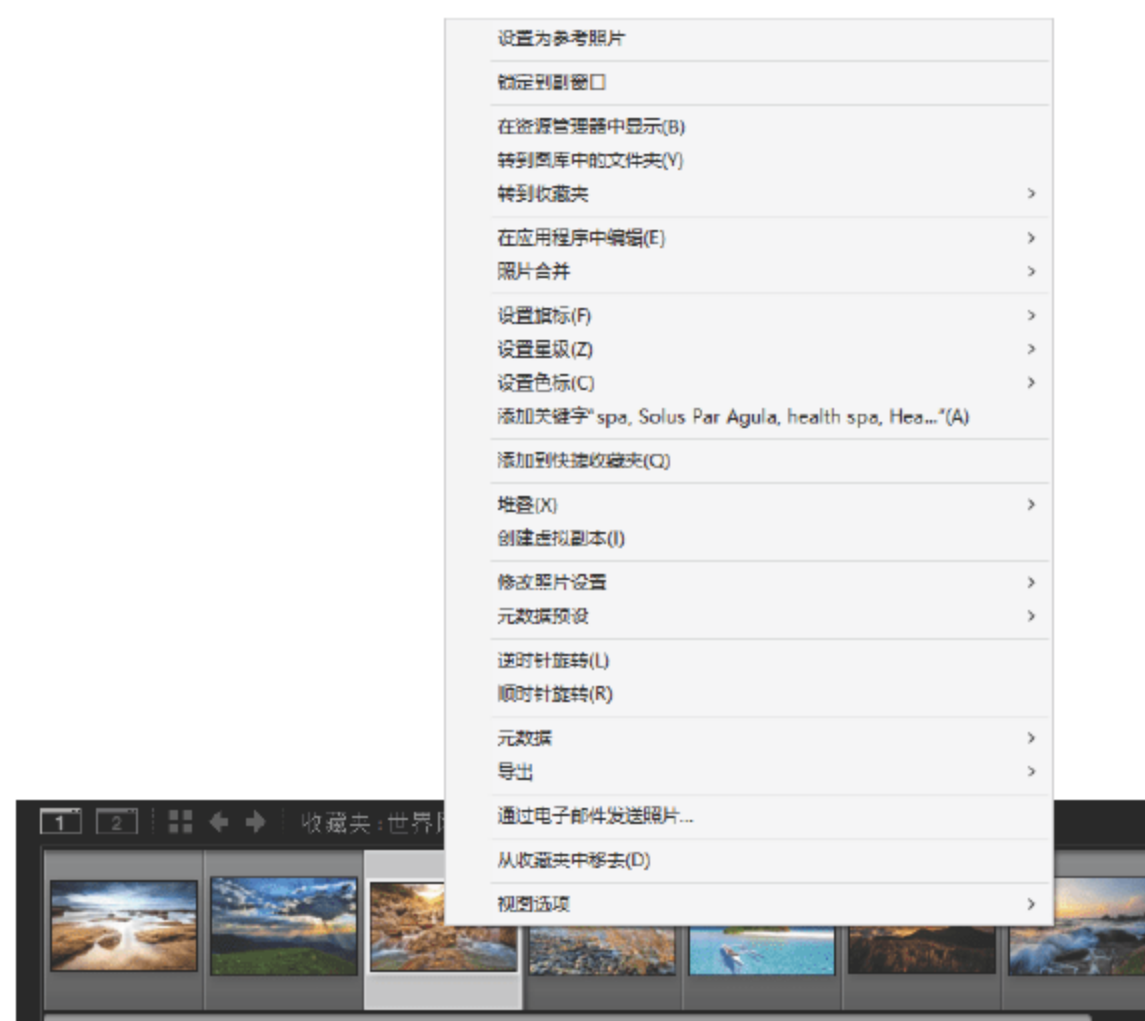 设置为参考照片
锁定到副窗口
在资源管理器中显示(B)
转到图库中的文件夹(Y)
转到收藏夹
在应用程序中编辑(E)
照片合并
设置旗标(F)
设置星级(Z)
设置色标(C)
添加关键字“spa, Solus Par Agula, health spa, Hea...”(A)
添加到快捷收藏夹(Q)
堆叠(X)
创建虚拟副本(I)
修改照片设置
元数据预设
逆时针旋转(L)
顺时针旋转(R)
元数据
导出
通过电子邮件发送照片...
从收藏夹中移去(D)
视图选项
1 2 收藏夹:世界